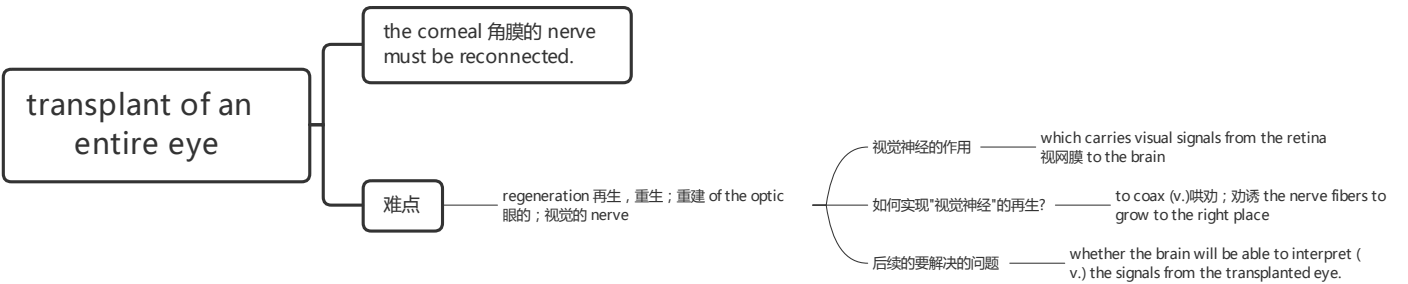 transplant of an
entire eye
the corneal 角膜的 nerve
must be reconnected.
难点
regeneration 再生，重生；重建 of the optic
眼的；视觉的 nerve
视觉神经的作用
which carries visual signals from the retina
视网膜 to the brain
如何实现"视觉神经"的再生?
to coax (v.)哄劝；劝诱 the nerve fibers to
grow to the right place
后续的要解决的问题
whether the brain will be able to interpret (
v.) the signals from the transplanted eye.